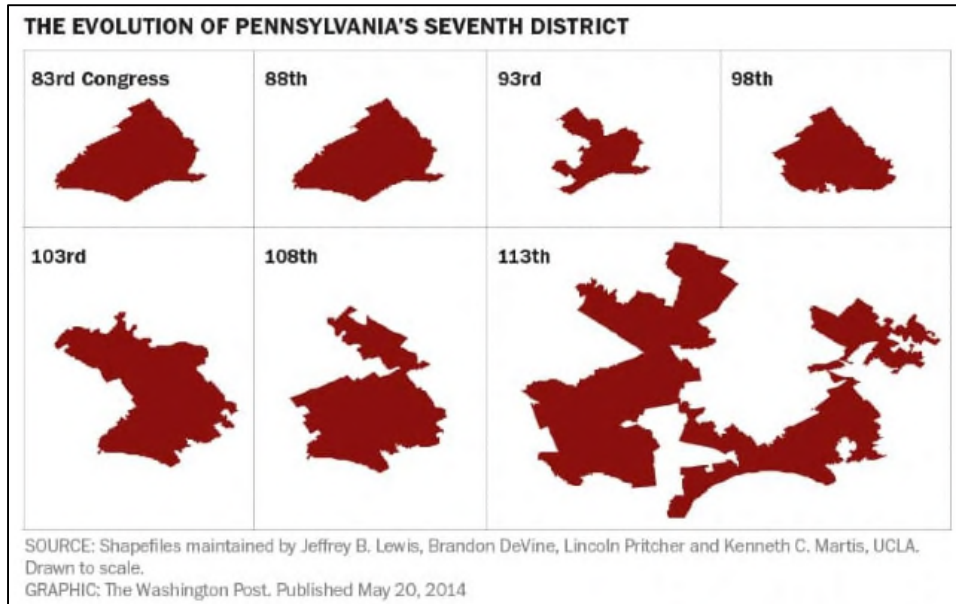 THE EVOLUTION OF PENNSYLVANIA'S SEVENTH DISTRICT
83rd Congress
88th
93rd
98th
103rd
108th
113th
SOURCE: Shapefiles maintained by Jeffrey B. Lewis, Brandon DeVine, Lincoln Pritcher and Kenneth C. Martis, UCLA.
Drawn to scale.
GRAPHIC: The Washington Post. Published May 20, 2014